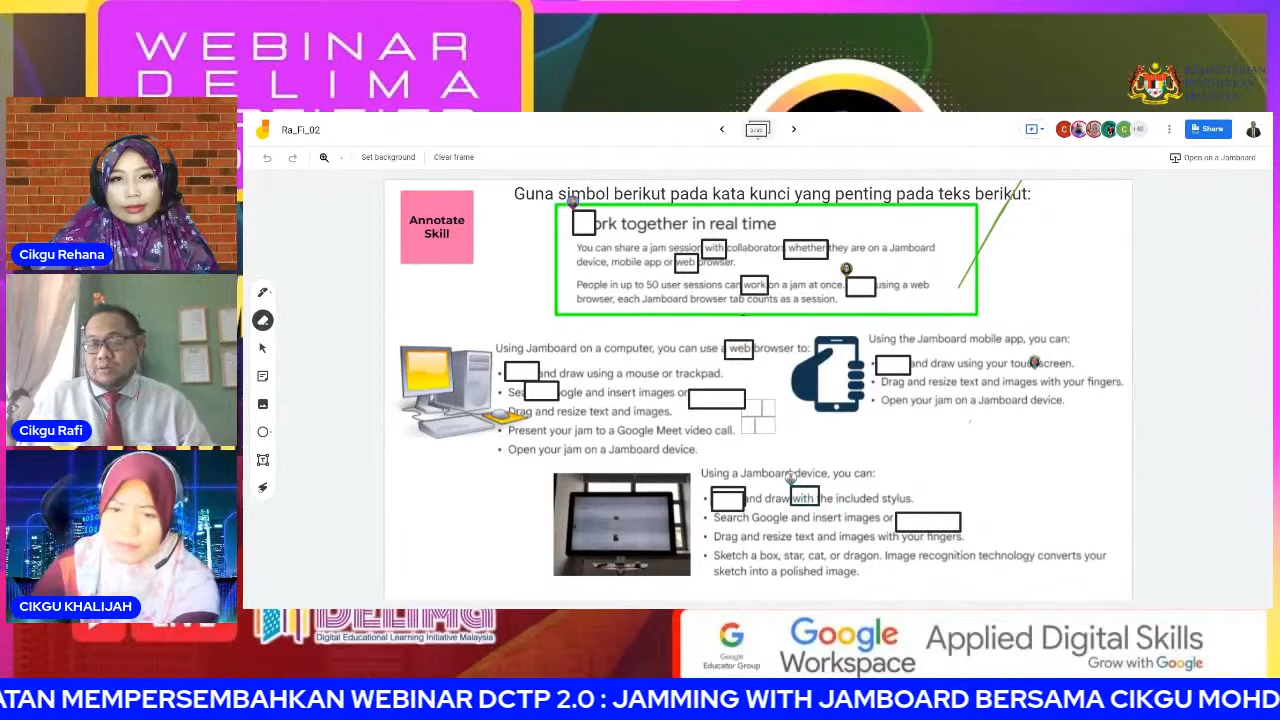 WEBINAR
DELIMA
KEMENTERIAN
PENDIDIKAN
MALAYSIA
Cikgu Rehana
Cikgu Rafi
CIKGU KHALIJAH
Ra_Fi_02
+40
Share
Set background
Clear frame
Open on a Jamboard
Annotate
Skill
Guna simbol berikut pada kata kunci yang penting pada teks berikut:
ork together in real time
You can share a jam session with collaborators whether they are on a Jamboard
device, mobile app or web browser.
People in up to 50 user sessions can work on a jam at once. using a web
browser, each Jamboard browser tab counts as a session.
Using Jamboard on a computer, you can use a web browser to:
• and draw using a mouse or trackpad.
• Sea ogle and insert images or
• Drag and resize text and images.
• Present your jam to a Google Meet video call.
• Open your jam on a Jamboard device.
Using the Jamboard mobile app, you can:
• and draw using your touchscreen.
• Drag and resize text and images with your fingers.
• Open your jam on a Jamboard device.
Using a Jamboard device, you can:
• and draw with the included stylus.
• Search Google and insert images or
• Drag and resize text and images with your fingers.
• Sketch a box, star, cat, or dragon. Image recognition technology converts your
sketch into a polished image.
DELIMA
Digital Educational Learning Initiative Malaysia
Google
Educator Group
Google
Workspace
Applied Digital Skills
Grow with Google
ATAN MEMPERSEMBAHKAN WEBINAR DCTP 2.0 : JAMMING WITH JAMBOARD BERSAMA CIKGU MOHD